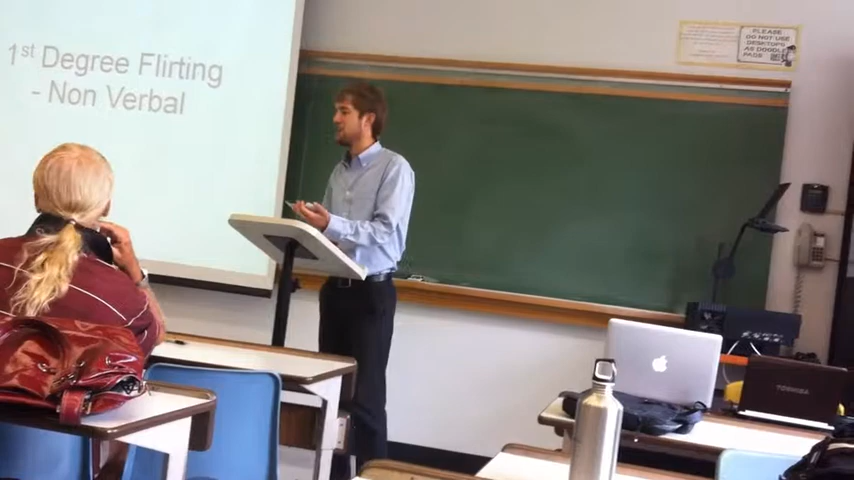 1st Degree Flirting
- Non Verbal
PLEASE
DO NOT USE
DESKTOPS
AS DOODLE
PADS
TOSHIBA